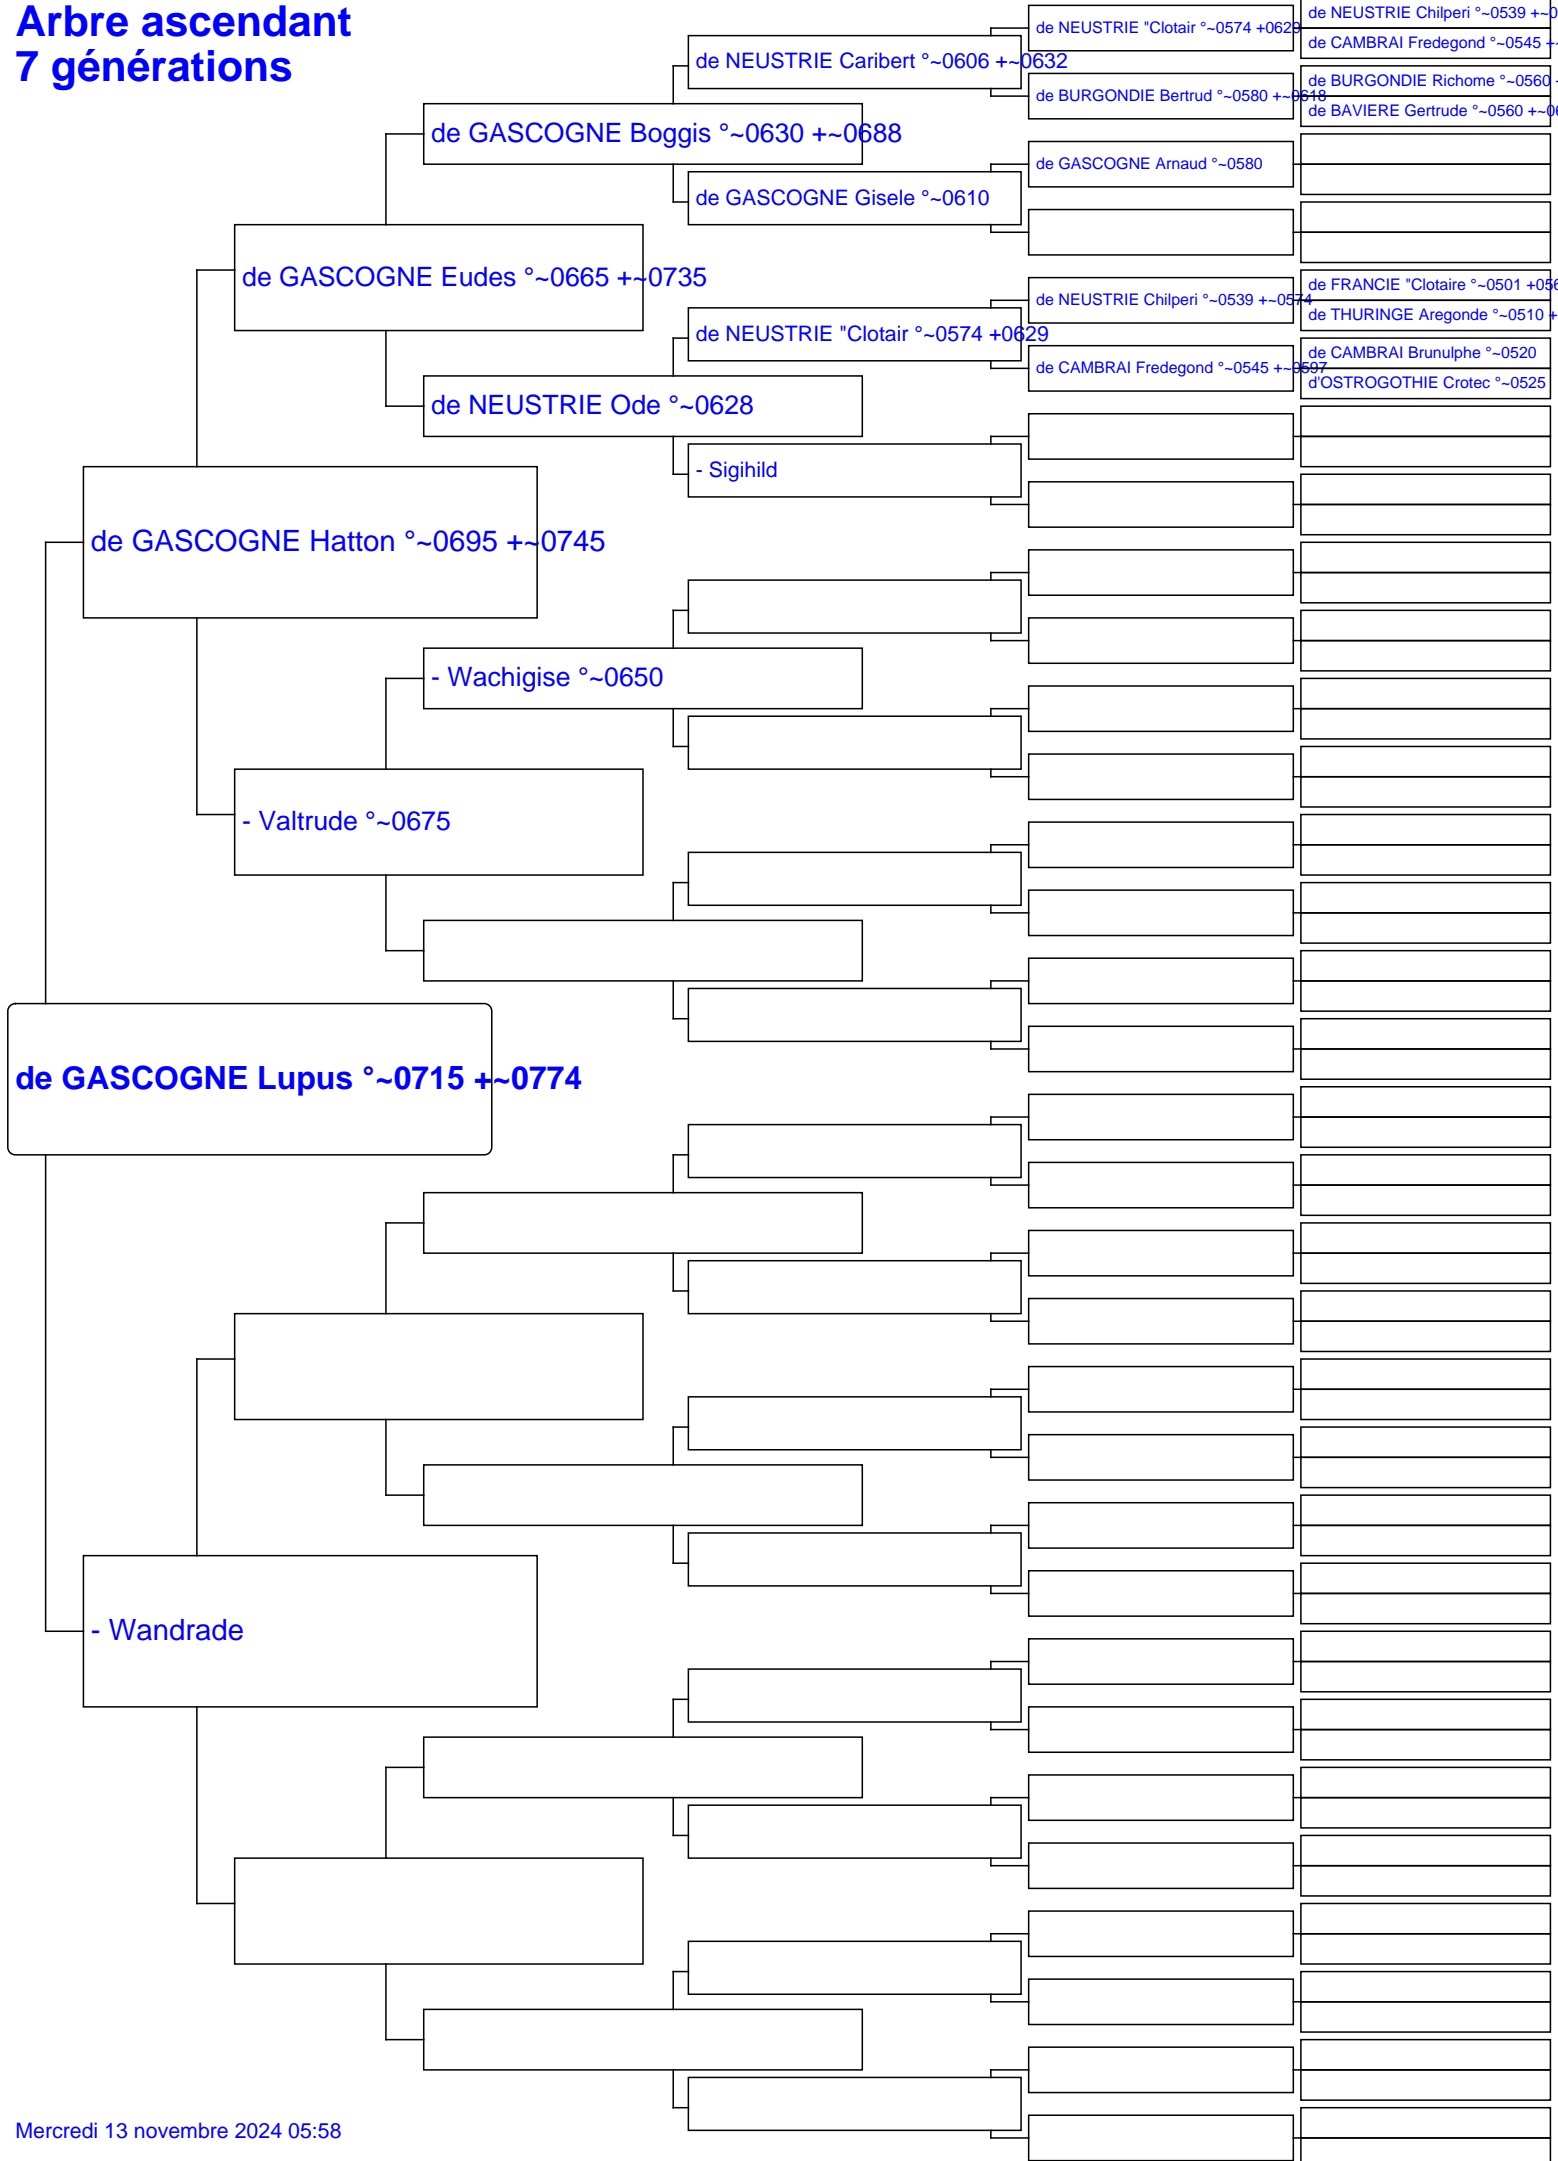 Arbre ascendant
7 générations
de GASCOGNE Lupus °~0715 +~0774
de GASCOGNE Hatton °~0695 +~0745
- Wandrade
de GASCOGNE Eudes °~0665 +~0735
- Valtrude °~0675
de GASCOGNE Boggis °~0630 +~0688
de NEUSTRIE Ode °~0628
- Wachigise °~0650
de NEUSTRIE Caribert °~0606 +~0632
de GASCOGNE Gisele °~0610
de NEUSTRIE "Clotair °~0574 +0629
- Sigihild
de NEUSTRIE "Clotair °~0574 +0629
de BURGONDIE Bertrud °~0580 +~0618
de GASCOGNE Arnaud °~0580
de NEUSTRIE Chilperi °~0539 +~0574
de CAMBRAI Fredegond °~0545 +~0597
de NEUSTRIE Chilperi °~0539 +~0
de CAMBRAI Fredegond °~0545 +~
de BURGONDIE Richome °~0560
de BAVIERE Gertrude °~0560 +~06
de FRANCIE "Clotaire °~0501 +056
de THURINGE Aregonde °~0510 +
de CAMBRAI Brunulphe °~0520
d'OSTROGOTHIE Crotec °~0525
Mercredi 13 novembre 2024 05:58